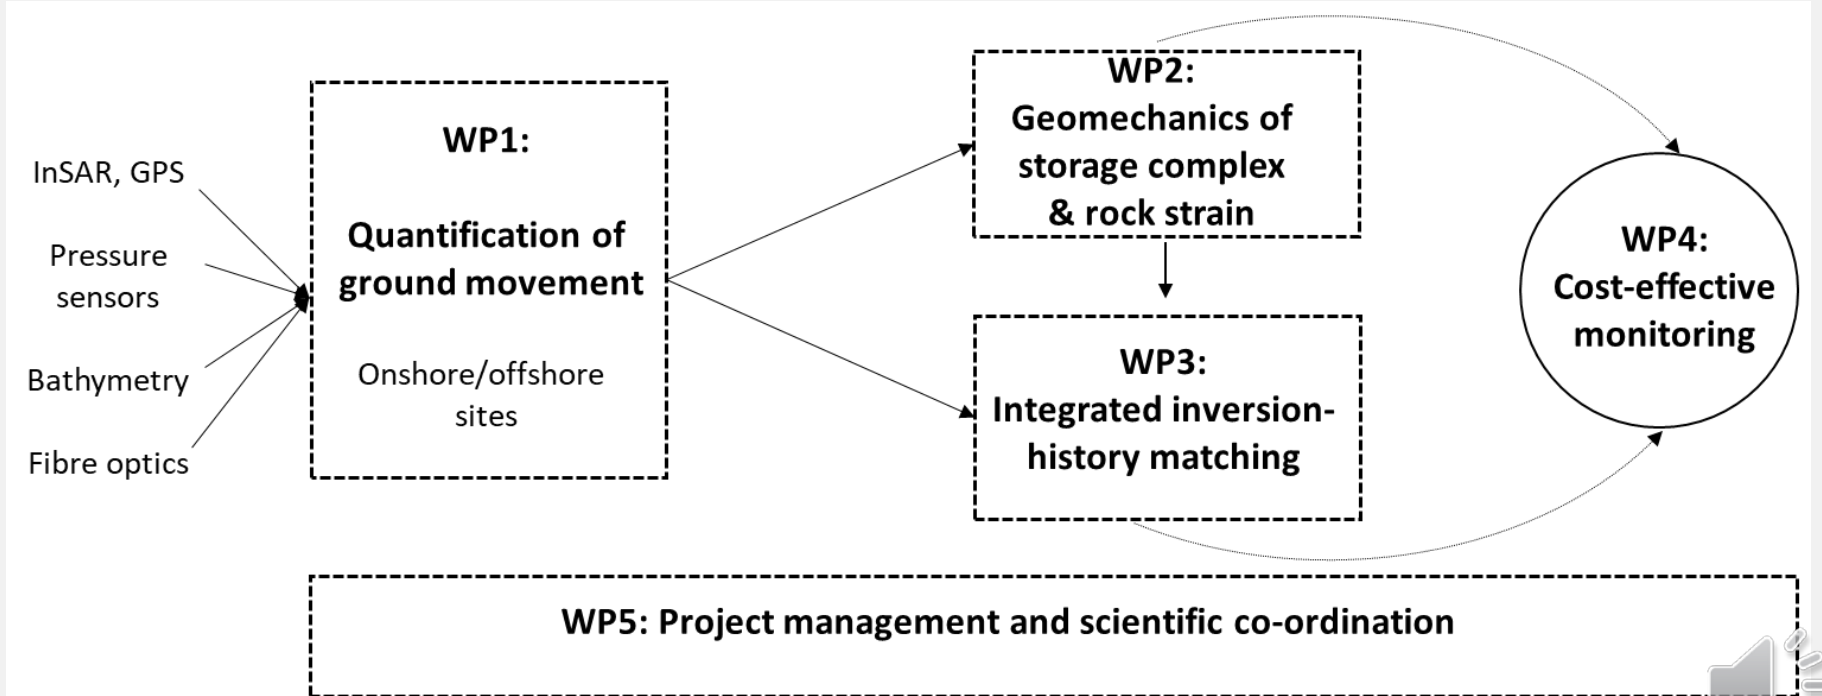 InSAR, GPS
Pressure
sensors
Bathymetry
Fibre optics
WP1:
Quantification of
ground movement
Onshore/offshore
sites
WP2:
Geomechanics of
storage complex
& rock strain
WP3:
Integrated inversion-
history matching
WP4:
Cost-effective
monitoring
WP5: Project management and scientific co-ordination